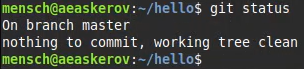 mensch@aeaskerov:~/hello$ git status
On branch master
nothing to commit, working tree clean
mensch@aeaskerov:~/hello$